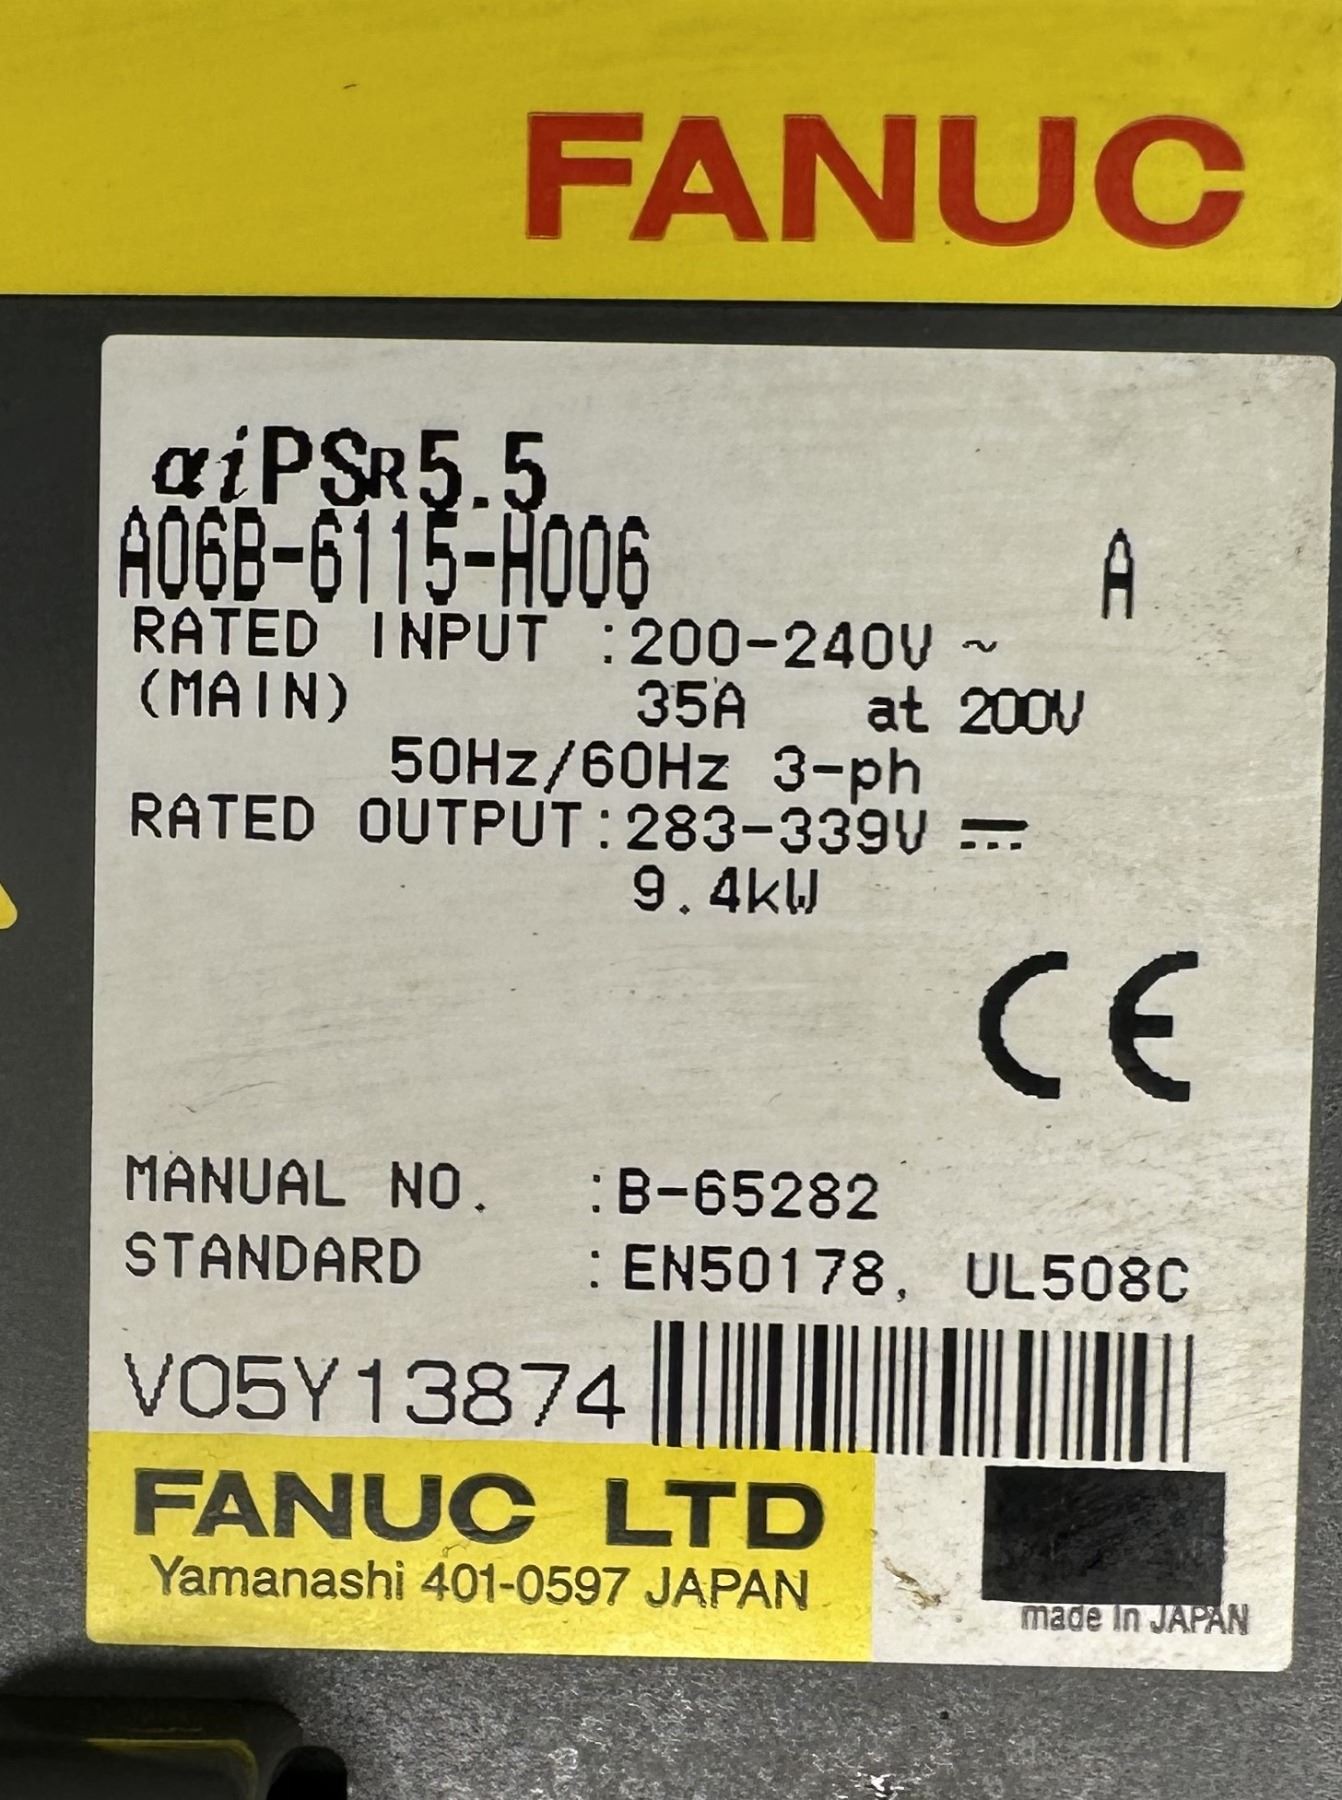 FANUC
αiPSR5.5
A06B-6115-H006 A
RATED INPUT :200-240V ~
(MAIN) 35A at 200V
50Hz/60Hz 3-ph
RATED OUTPUT:283-339V ⎓
9.4kW
CE
MANUAL NO. :B-65282
STANDARD :EN50178, UL508C
V05Y13874
FANUC LTD
Yamanashi 401-0597 JAPAN
made in JAPAN